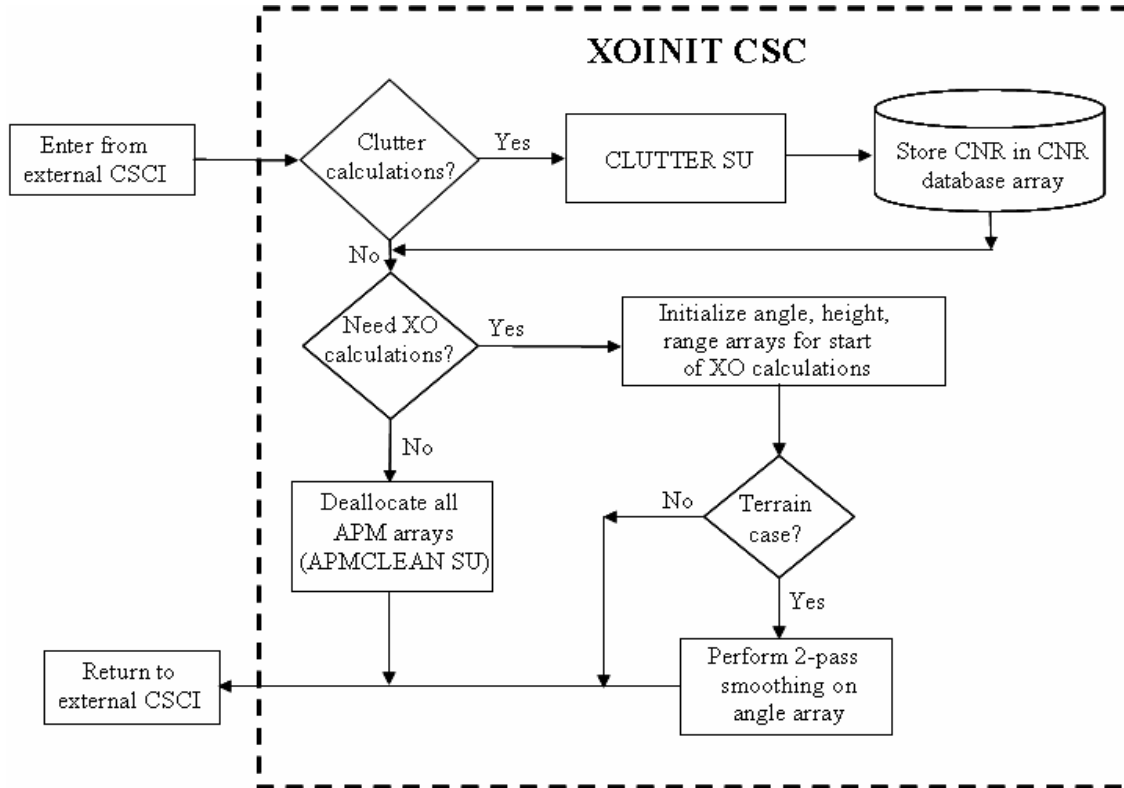 XOINIT CSC
Enter from
external CSCI
Clutter
calculations?
Yes
CLUTTER SU
Store CNR in CNR
database array
No
Need XO
calculations?
Yes
Initialize angle, height,
range arrays for start
of XO calculations
No
Deallocate all
APM arrays
(APMCLEAN SU)
No
Terrain
case?
Yes
Return to
external CSCI
Perform 2-pass
smoothing on
angle array